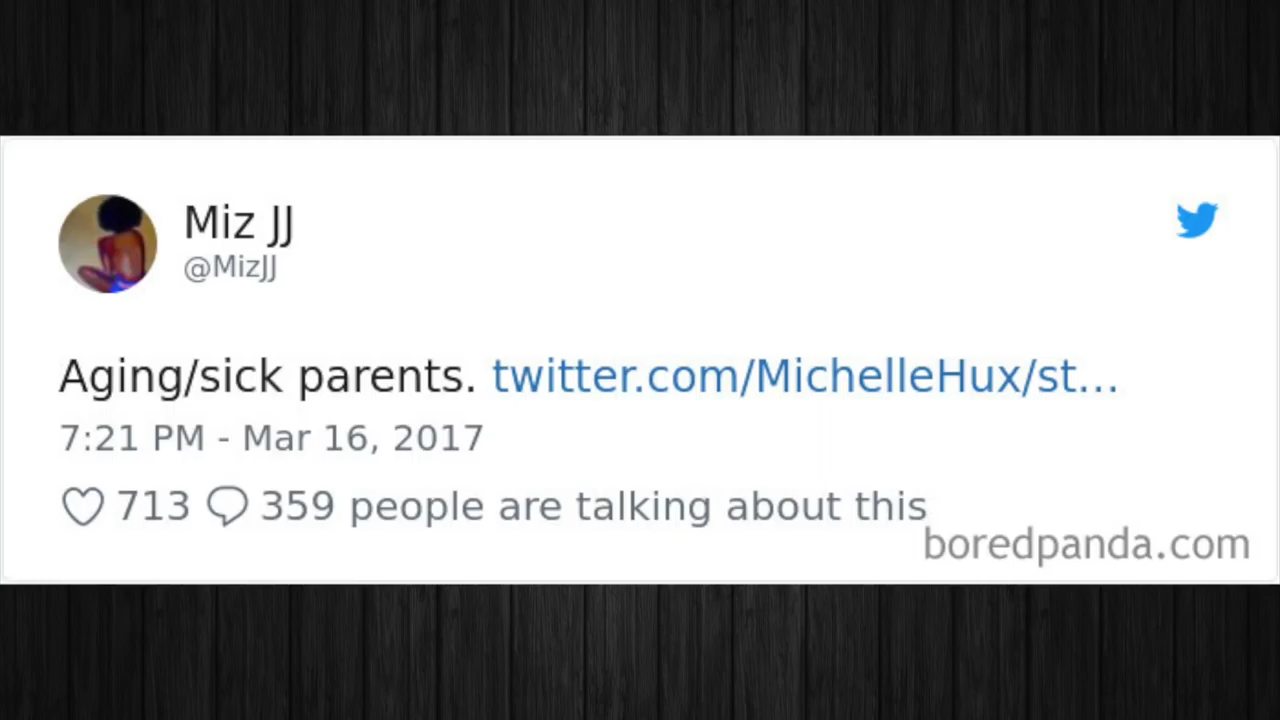 Miz JJ
@MizJJ
Aging/sick parents. twitter.com/MichelleHux/st...
7:21 PM - Mar 16, 2017
713 359 people are talking about this
boredpanda.com